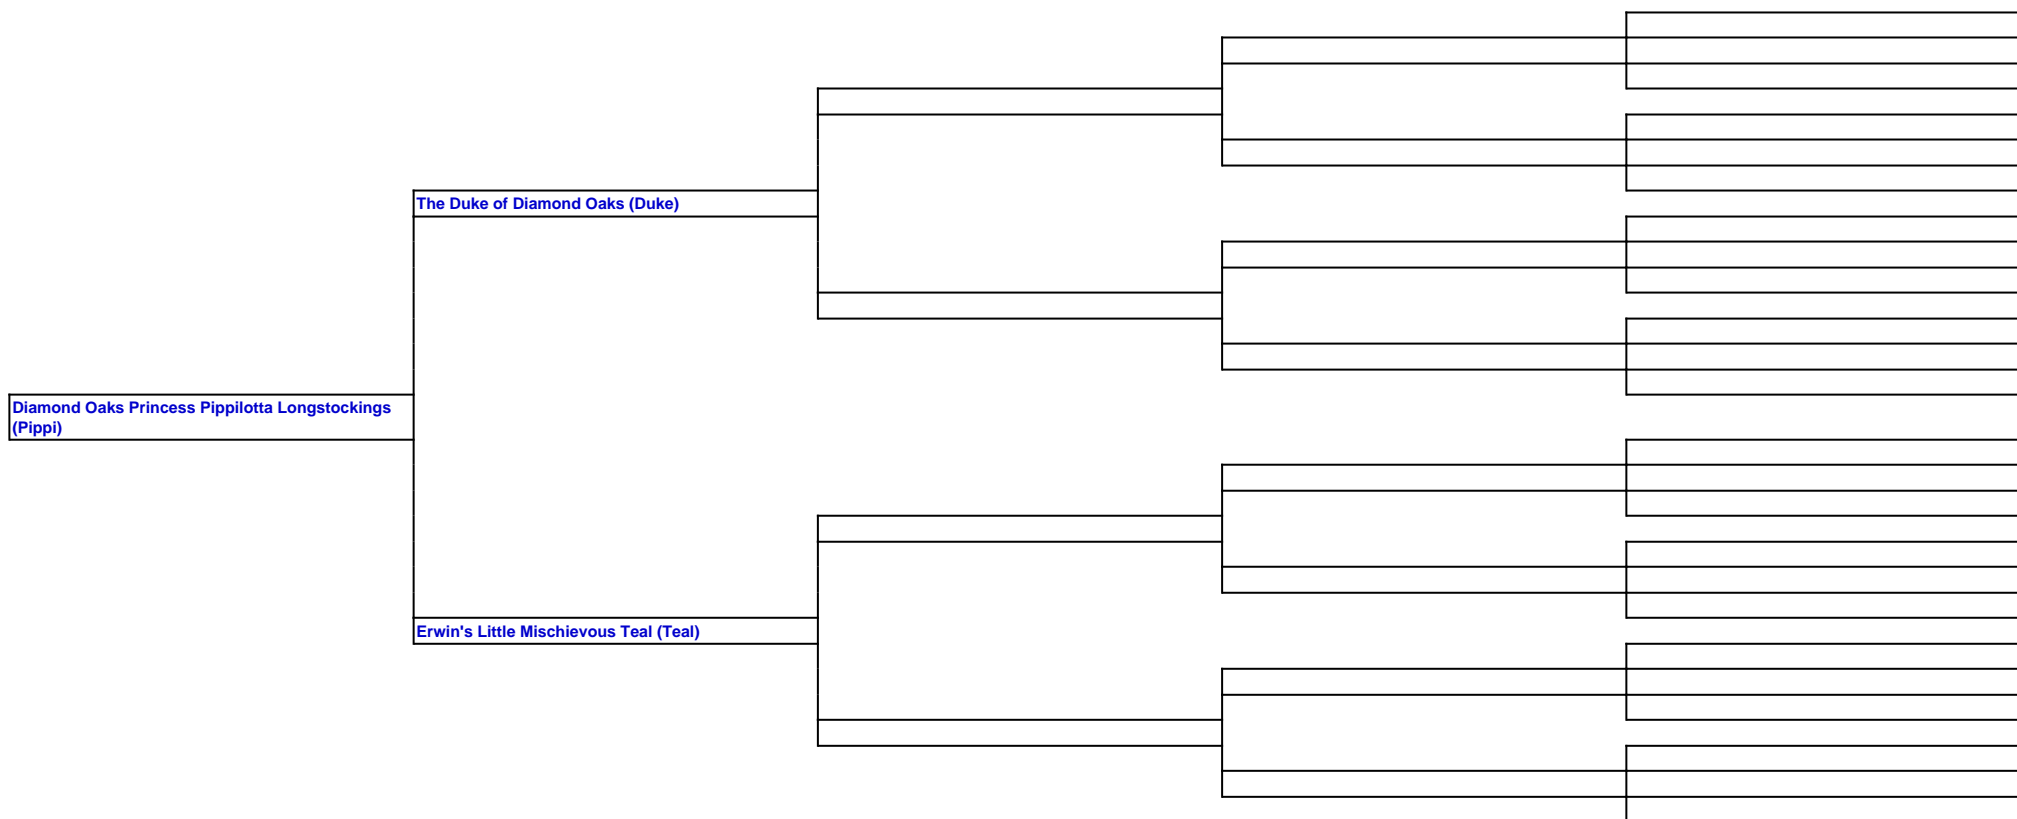 The Duke of Diamond Oaks (Duke)
Diamond Oaks Princess Pippilotta Longstockings
(Pippi)
Erwin's Little Mischievous Teal (Teal)